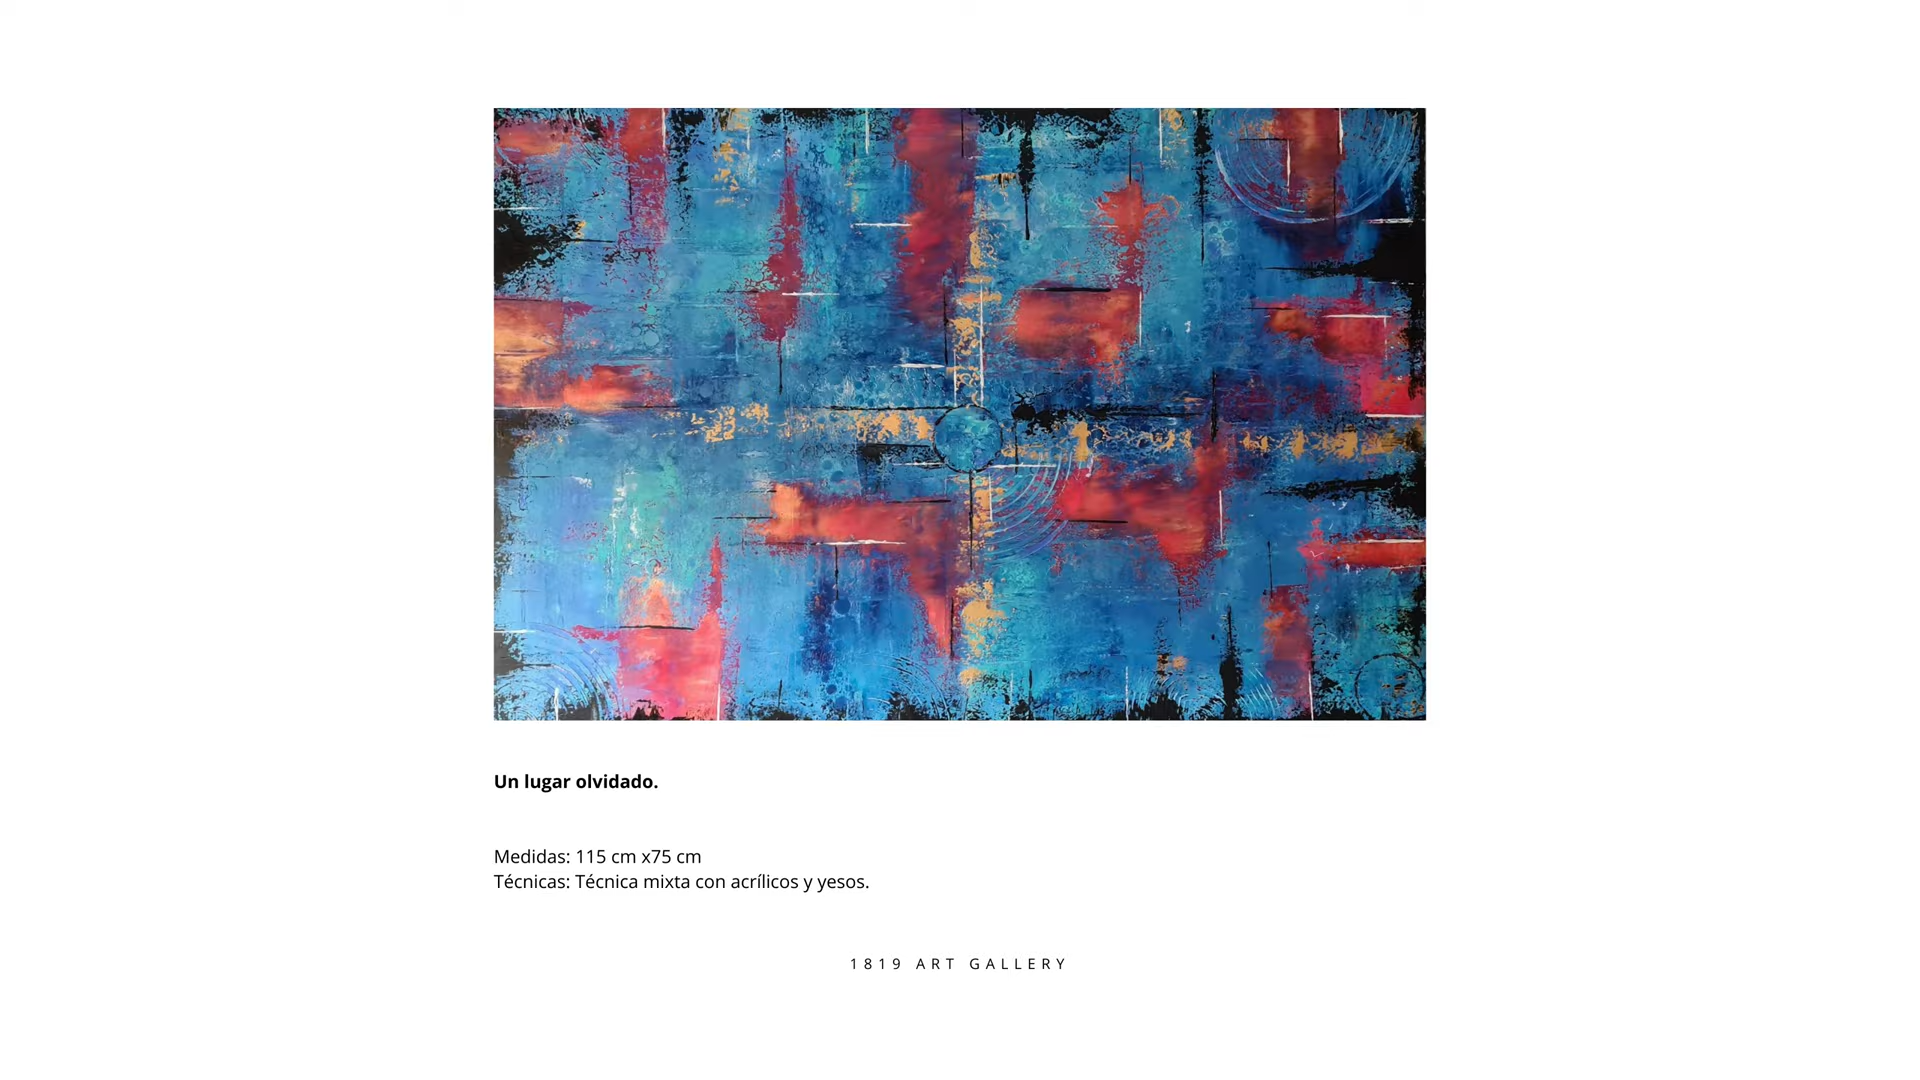 Un lugar olvidado.
Medidas: 115 cm x75 cm
Técnicas: Técnica mixta con acrílicos y yesos.
1819 ART GALLERY